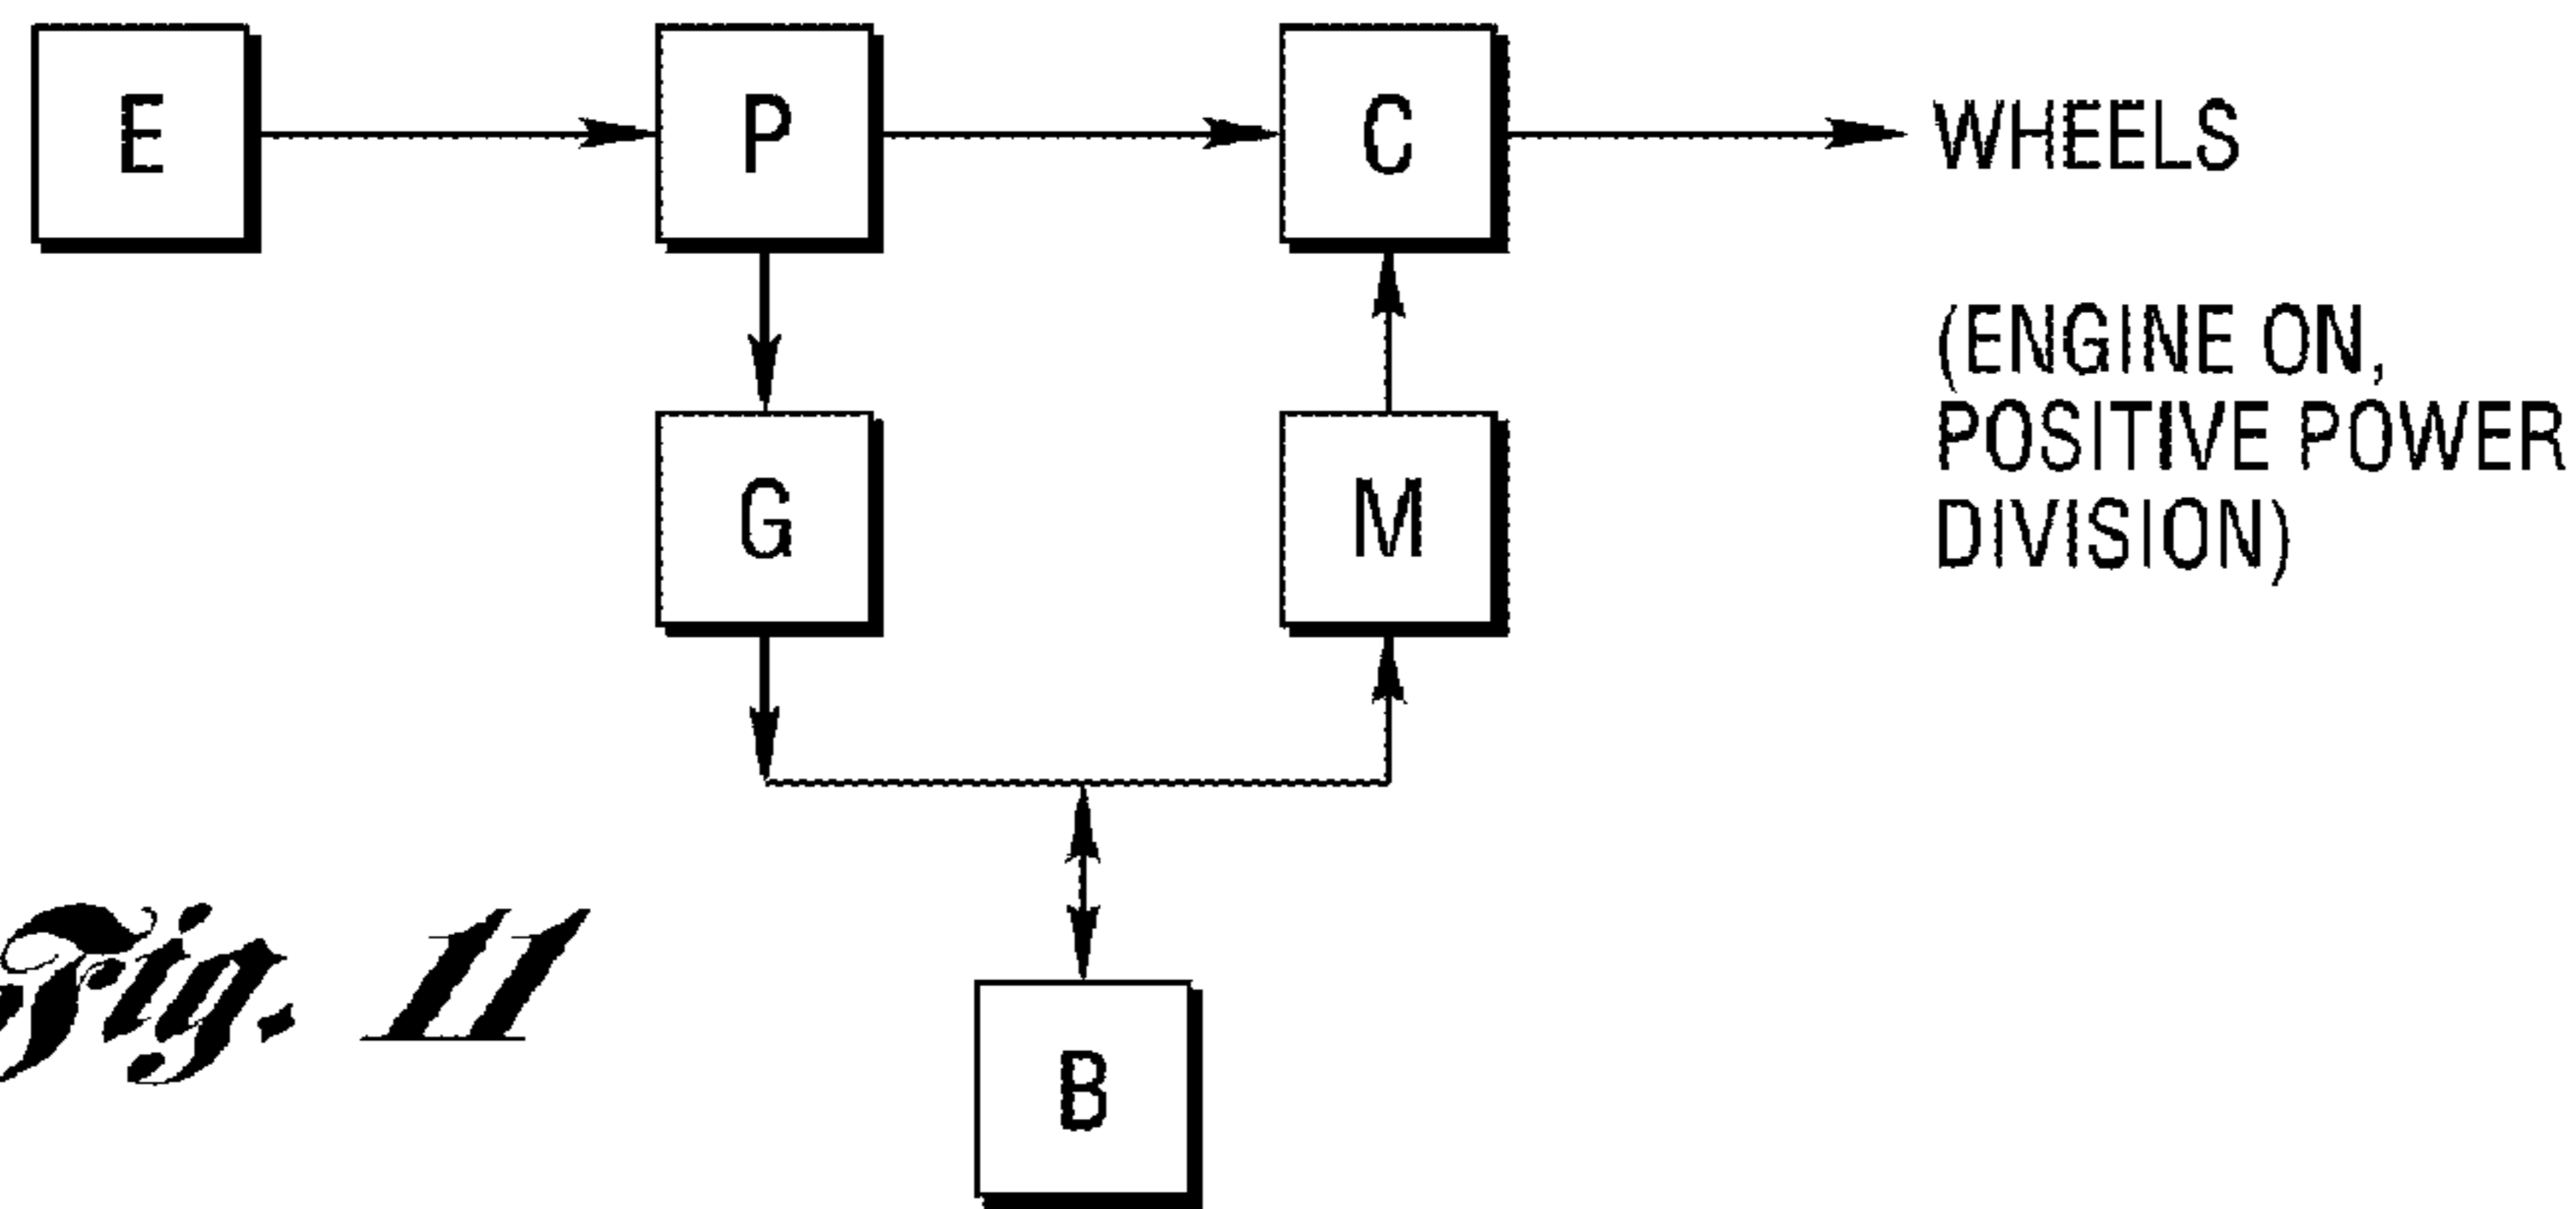 E
P
C
WHEELS
(ENGINE ON,
POSITIVE POWER
DIVISION)
G
M
B
Fig. 11